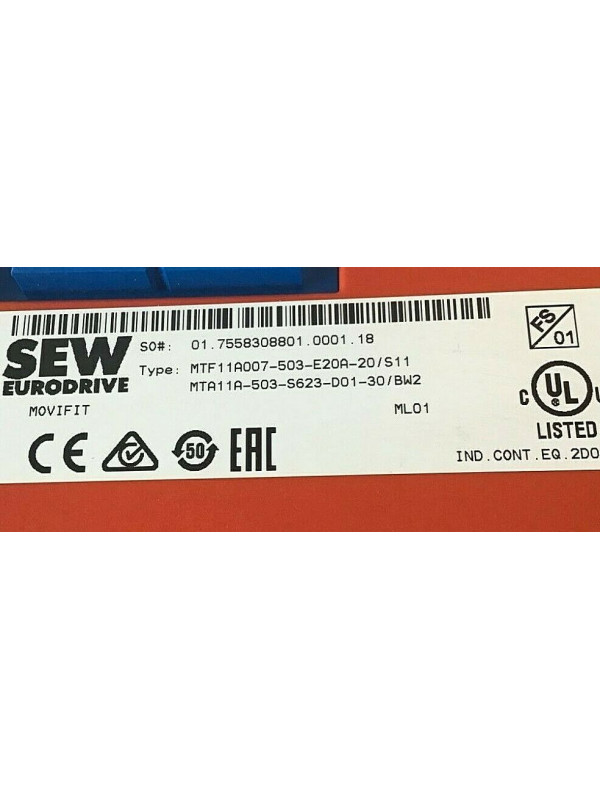 SEW
EURODRIVE
MOVIFIT
SO#: 01.7558308801.0001.18
Type: MTF11A007-503-E20A-20/S11
MTA11A-503-S623-D01-30/BW2
ML01
CE
50
EAC
FS
01
C UL U
LISTED
IND.CONT.EQ.2D0